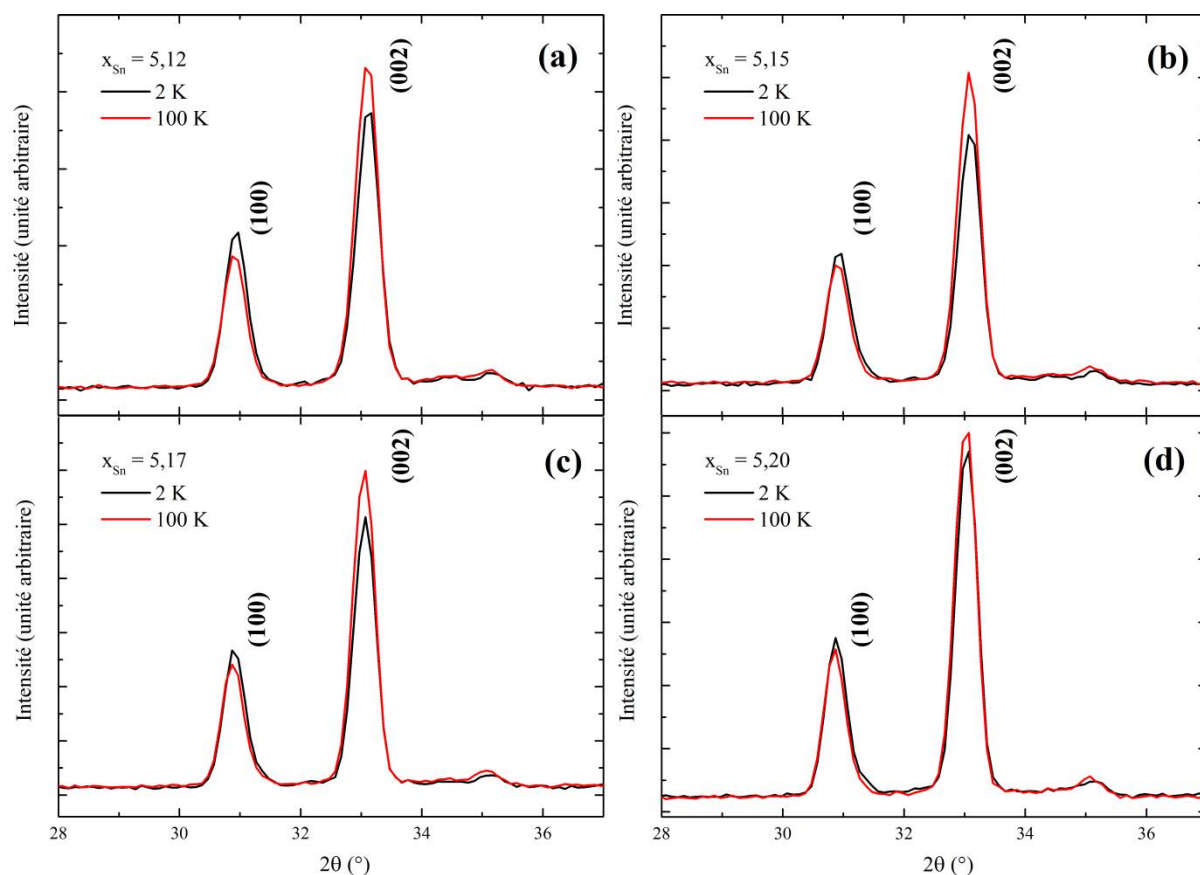 x_Sn = 5,12
2 K
100 K
(a)
(100)
(002)
Intensité (unité arbitraire)
x_Sn = 5,15
2 K
100 K
(b)
(100)
(002)
Intensité (unité arbitraire)
x_Sn = 5,17
2 K
100 K
(c)
(100)
(002)
Intensité (unité arbitraire)
28 30 32 34 36
2θ (°)
x_Sn = 5,20
2 K
100 K
(d)
(100)
(002)
Intensité (unité arbitraire)
28 30 32 34 36
2θ (°)